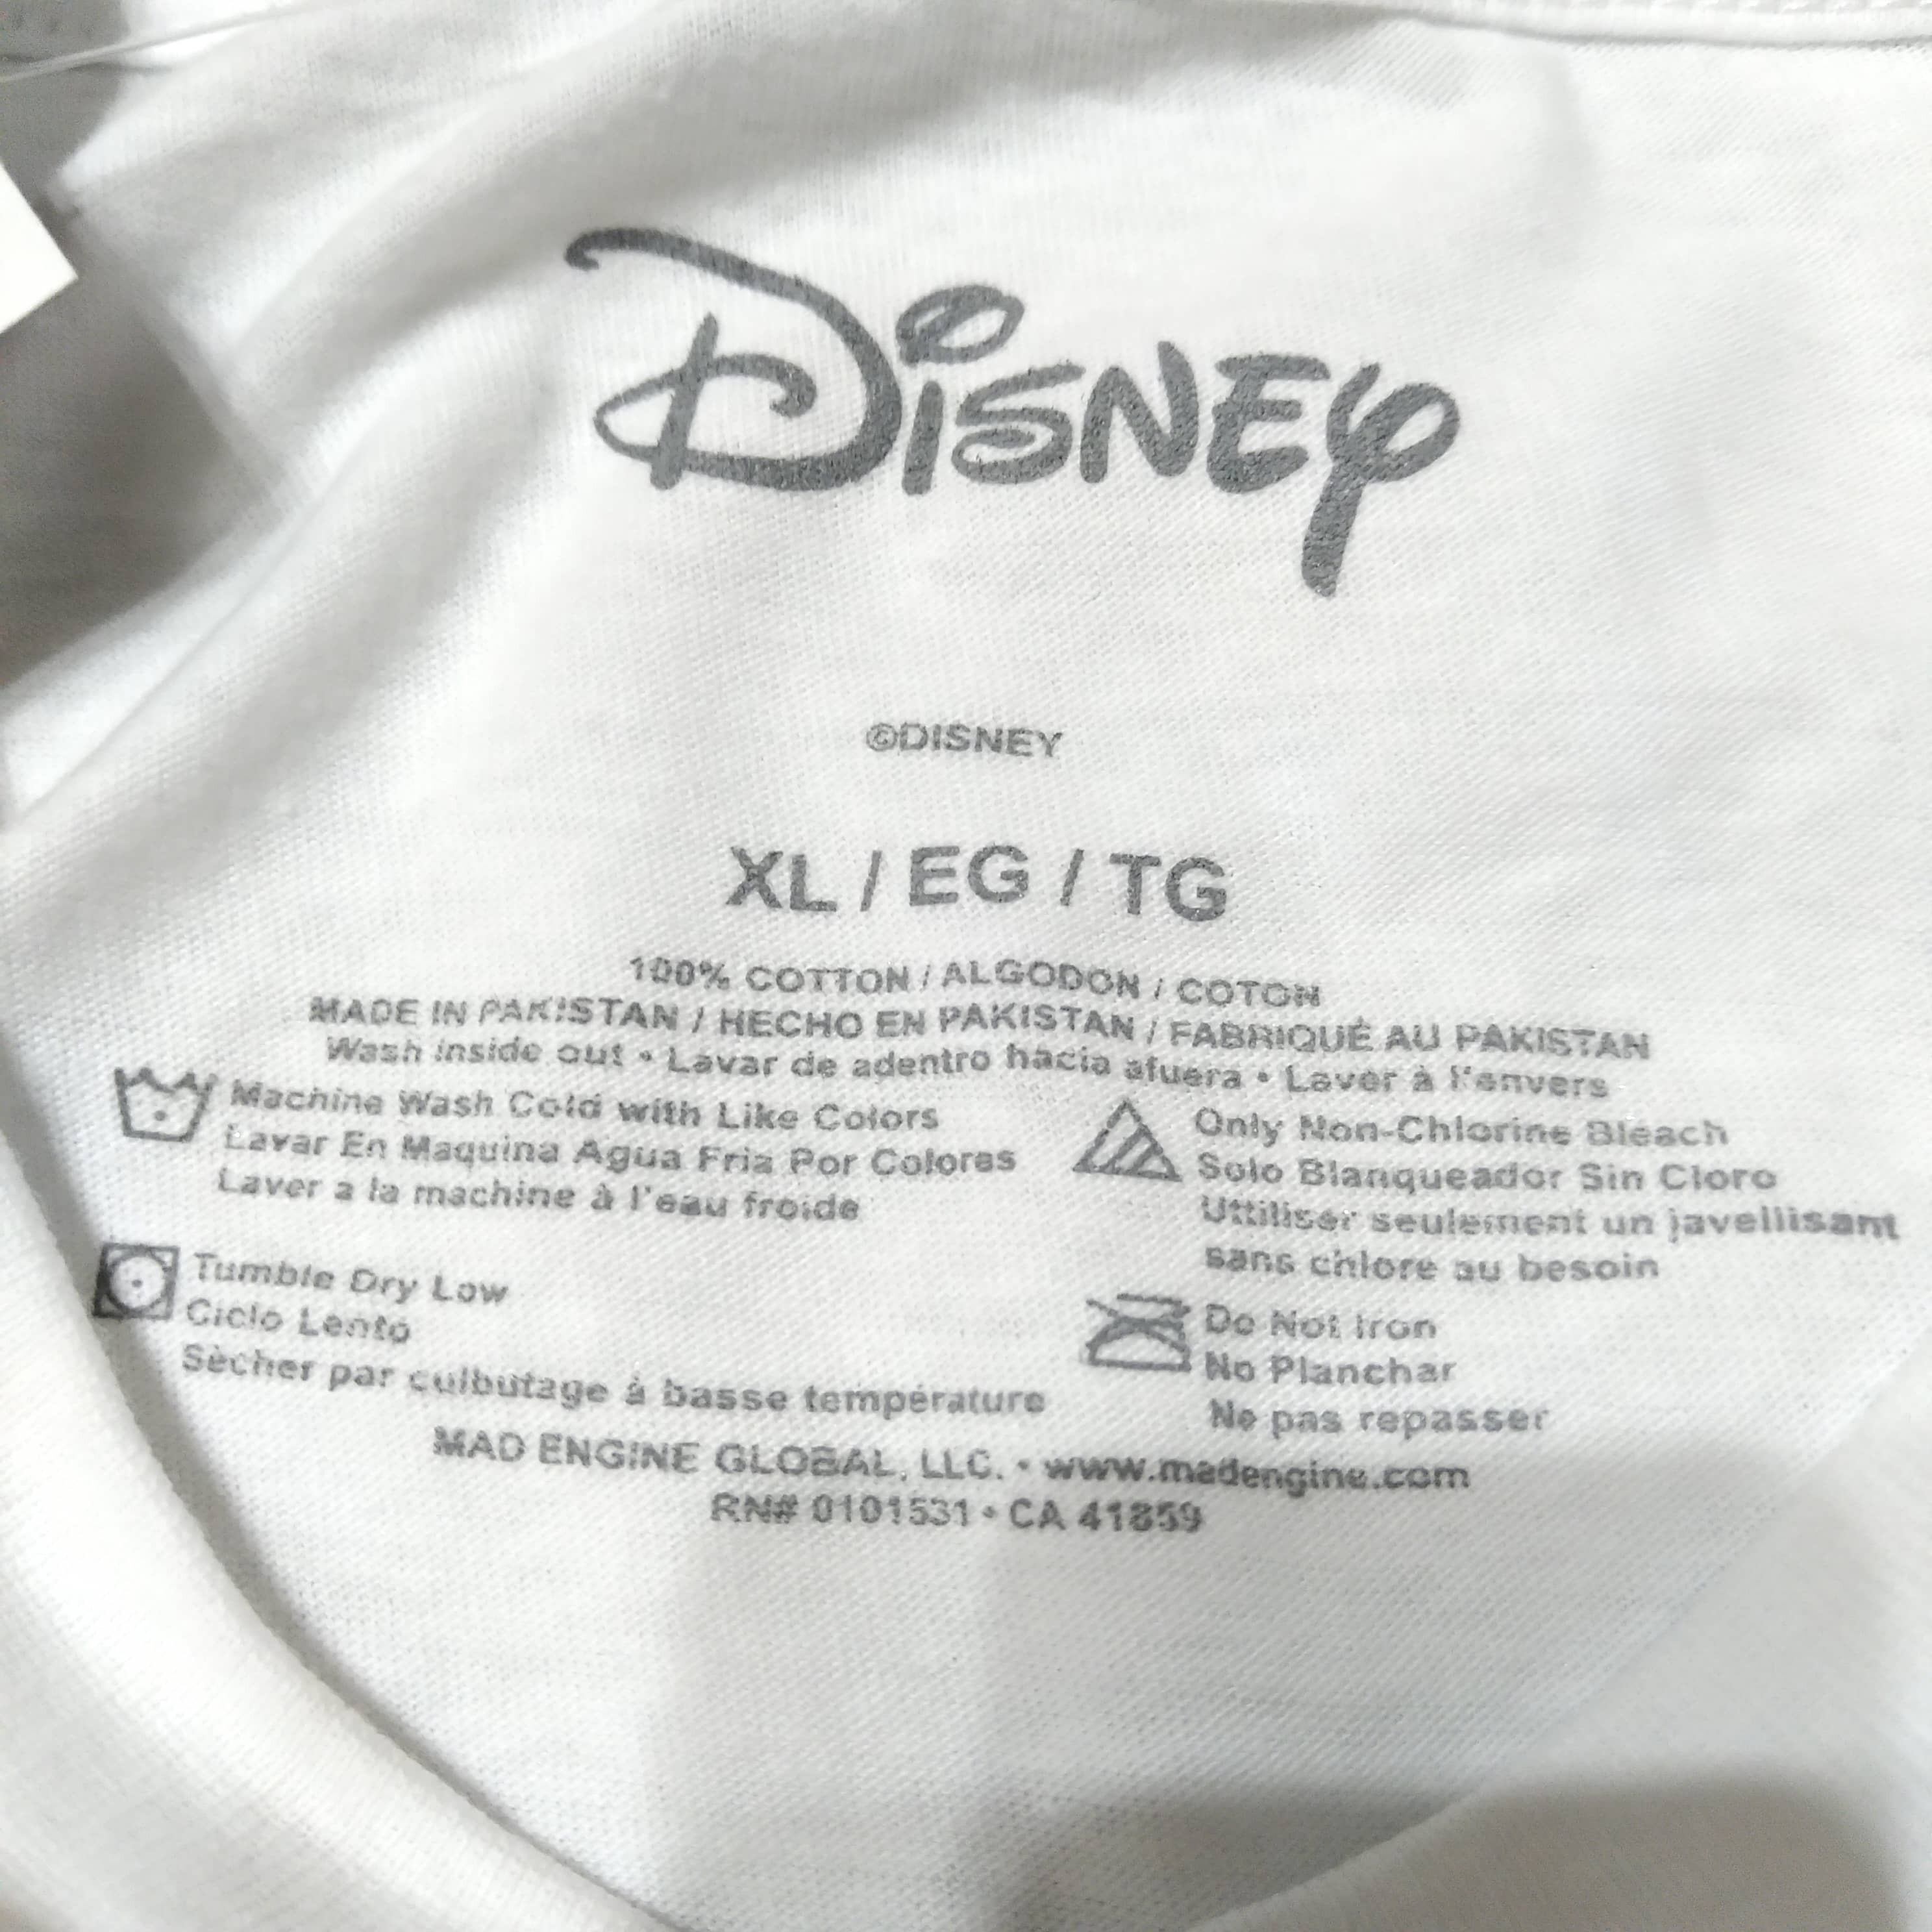 Disney
©DISNEY
XL / EG / TG
100% COTTON / ALGODON / COTON
MADE IN PAKISTAN / HECHO EN PAKISTAN / FABRIQUÉ AU PAKISTAN
Wash inside out • Lavar de adentro hacia afuera • Laver à l'envers
Machine Wash Cold with Like Colors
Lavar En Maquina Agua Fria Por Colores
Laver a la machine à l'eau froide
Only Non-Chlorine Bleach
Solo Blanqueador Sin Cloro
Uttiliser seulement un javellisant
sans chlore au besoin
Tumble Dry Low
Ciclo Lento
Sècher par culbutage à basse température
Do Not Iron
No Planchar
Ne pas repasser
MAD ENGINE GLOBAL, LLC. • www.madengine.com
RN# 0101531 • CA 41859